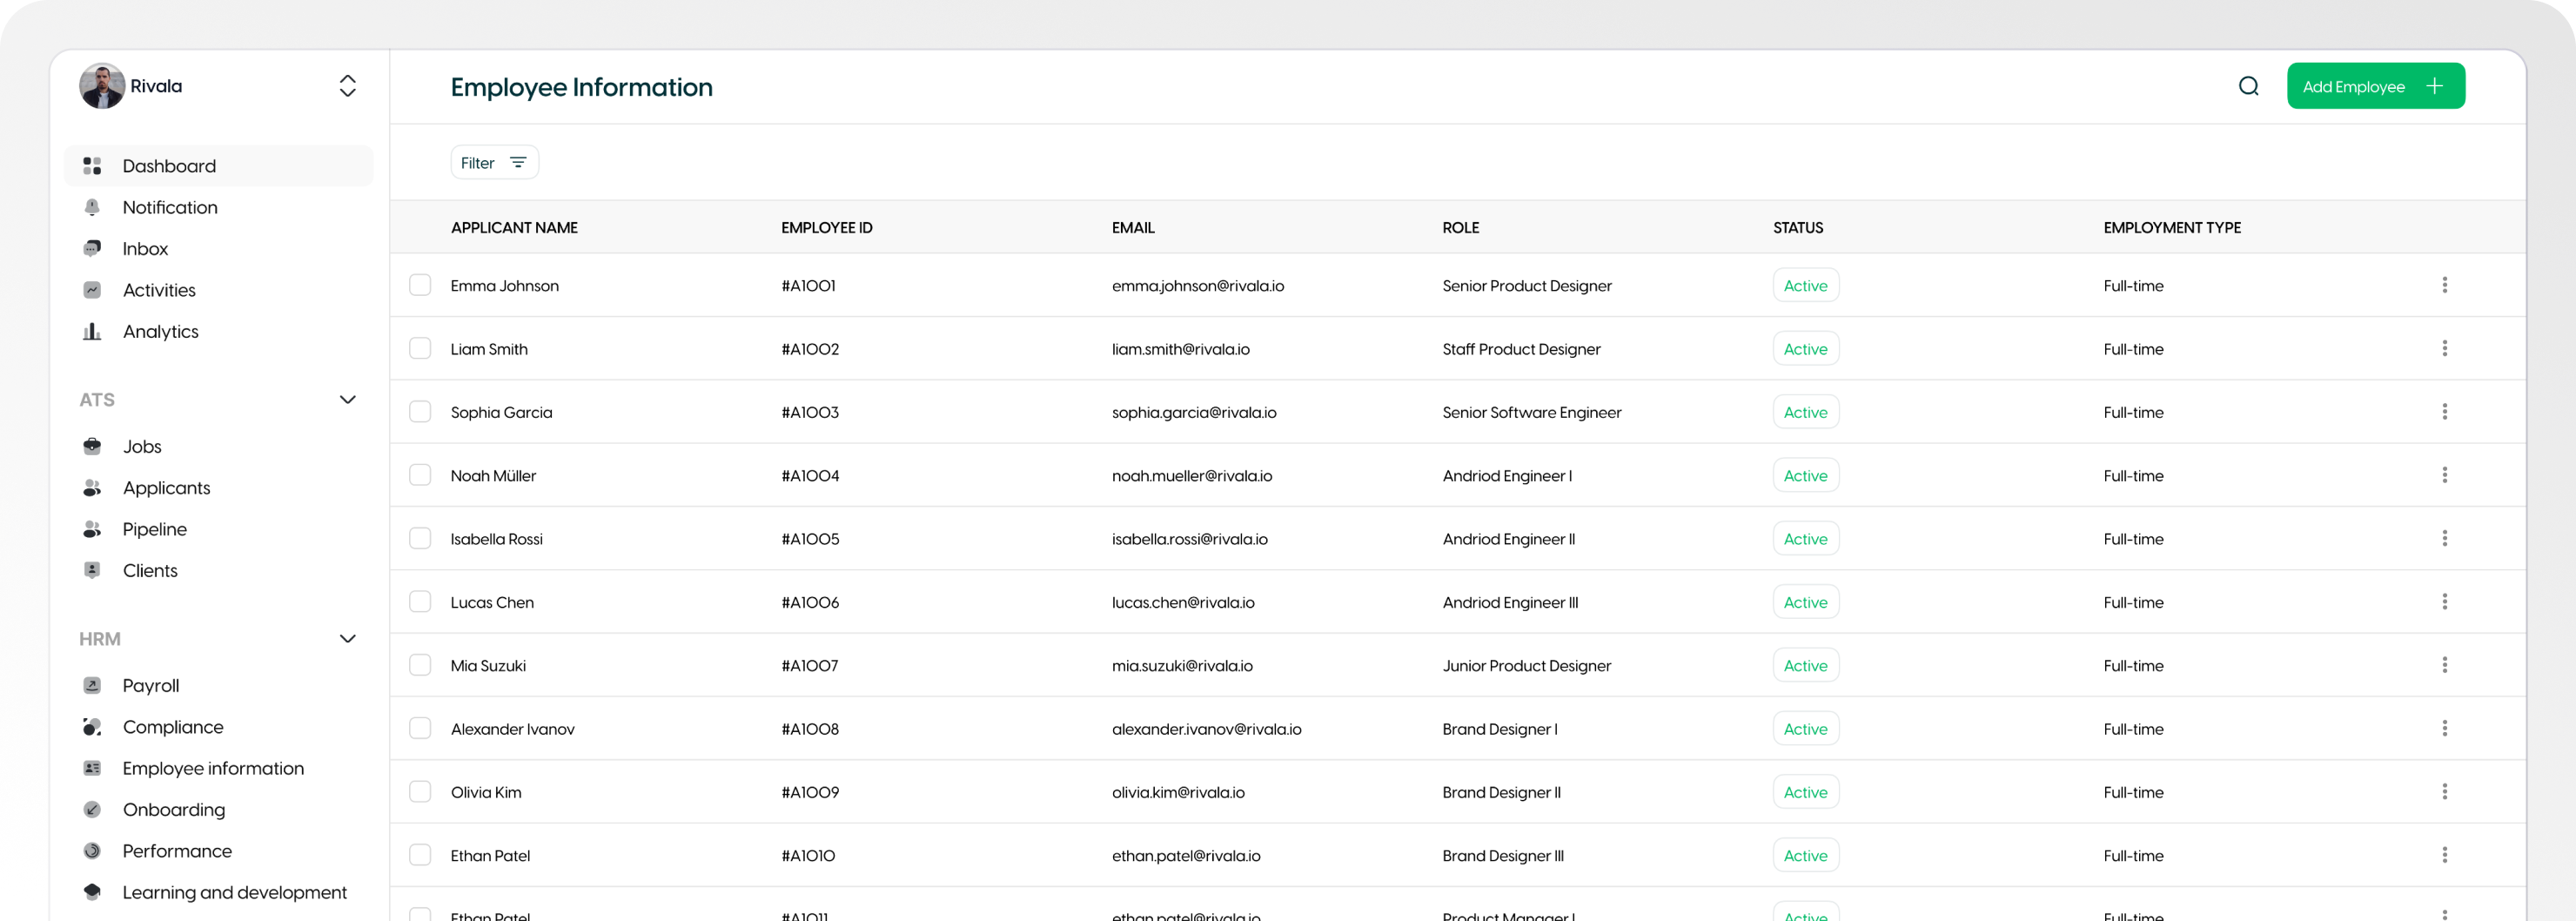 Rivala
Dashboard
Notification
Inbox
Activities
Analytics
ATS
Jobs
Applicants
Pipeline
Clients
HRM
Payroll
Compliance
Employee information
Onboarding
Performance
Learning and development
Employee Information
Add Employee
Filter
APPLICANT NAME EMPLOYEE ID EMAIL ROLE STATUS EMPLOYMENT TYPE
Emma Johnson #A1001 emma.johnson@rivala.io Senior Product Designer Active Full-time
Liam Smith #A1002 liam.smith@rivala.io Staff Product Designer Active Full-time
Sophia Garcia #A1003 sophia.garcia@rivala.io Senior Software Engineer Active Full-time
Noah Müller #A1004 noah.mueller@rivala.io Andriod Engineer I Active Full-time
Isabella Rossi #A1005 isabella.rossi@rivala.io Andriod Engineer II Active Full-time
Lucas Chen #A1006 lucas.chen@rivala.io Andriod Engineer III Active Full-time
Mia Suzuki #A1007 mia.suzuki@rivala.io Junior Product Designer Active Full-time
Alexander Ivanov #A1008 alexander.ivanov@rivala.io Brand Designer I Active Full-time
Olivia Kim #A1009 olivia.kim@rivala.io Brand Designer II Active Full-time
Ethan Patel #A1010 ethan.patel@rivala.io Brand Designer III Active Full-time
Ethan Patel #A1011 ethan.patel@rivala.io Product Manager I Active Full-time